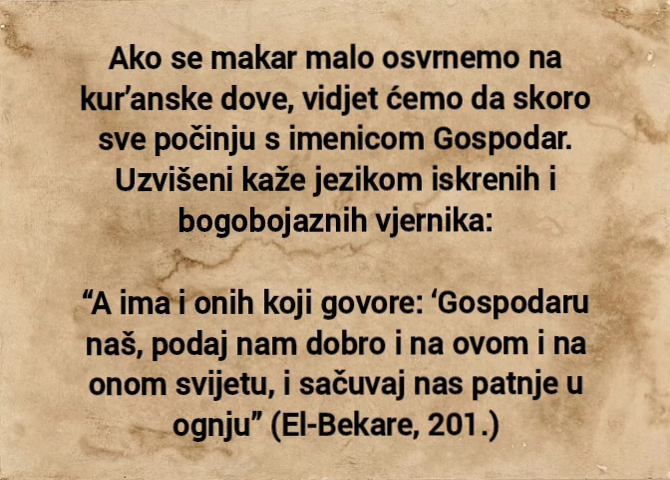 Ako se makar malo osvrnemo na
kur’anske dove, vidjet ćemo da skoro
sve počinju s imenicom Gospodar.
Uzvišeni kaže jezikom iskrenih i
bogobojaznih vjernika:
“A ima i onih koji govore: ‘Gospodaru
naš, podaj nam dobro i na ovom i na
onom svijetu, i sačuvaj nas patnje u
ognju” (El-Bekare, 201.)